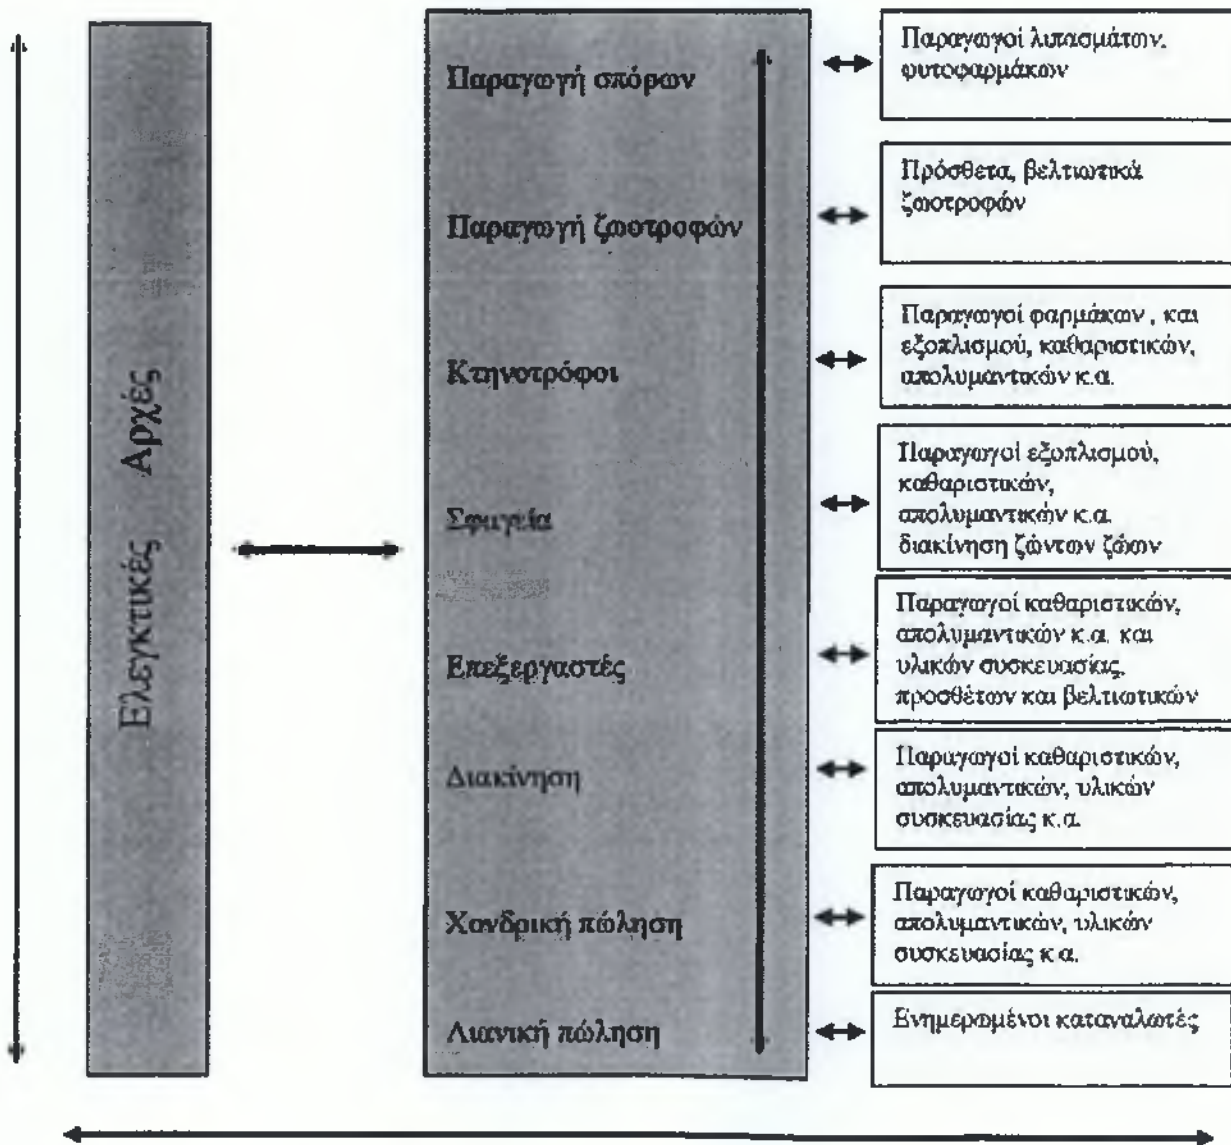 Ελεγκτικές Αρχές
Παραγωγή σπόρων
Παραγωγοί λιπασμάτων,
φυτοφαρμάκων
Παραγωγή ζωοτροφών
Πρόσθετα, βελτιωτικά
ζωοτροφών
Κτηνοτρόφοι
Παραγωγοί φαρμάκων , και
εξοπλισμού, καθαριστικών,
απολυμαντικών κ.α.
Σφαγεία
Παραγωγοί εξοπλισμού,
καθαριστικών,
απολυμαντικών κ.α.
διακίνηση ζώντων ζώων
Επεξεργαστές
Παραγωγοί καθαριστικών,
απολυμαντικών κ.α. και
υλικών συσκευασίας,
προσθέτων και βελτιωτικών
Διακίνηση
Παραγωγοί καθαριστικών,
απολυμαντικών, υλικών
συσκευασίας κ.α.
Χονδρική πώληση
Παραγωγοί καθαριστικών,
απολυμαντικών, υλικών
συσκευασίας κ.α.
Λιανική πώληση
Ενημερωμένοι καταναλωτές